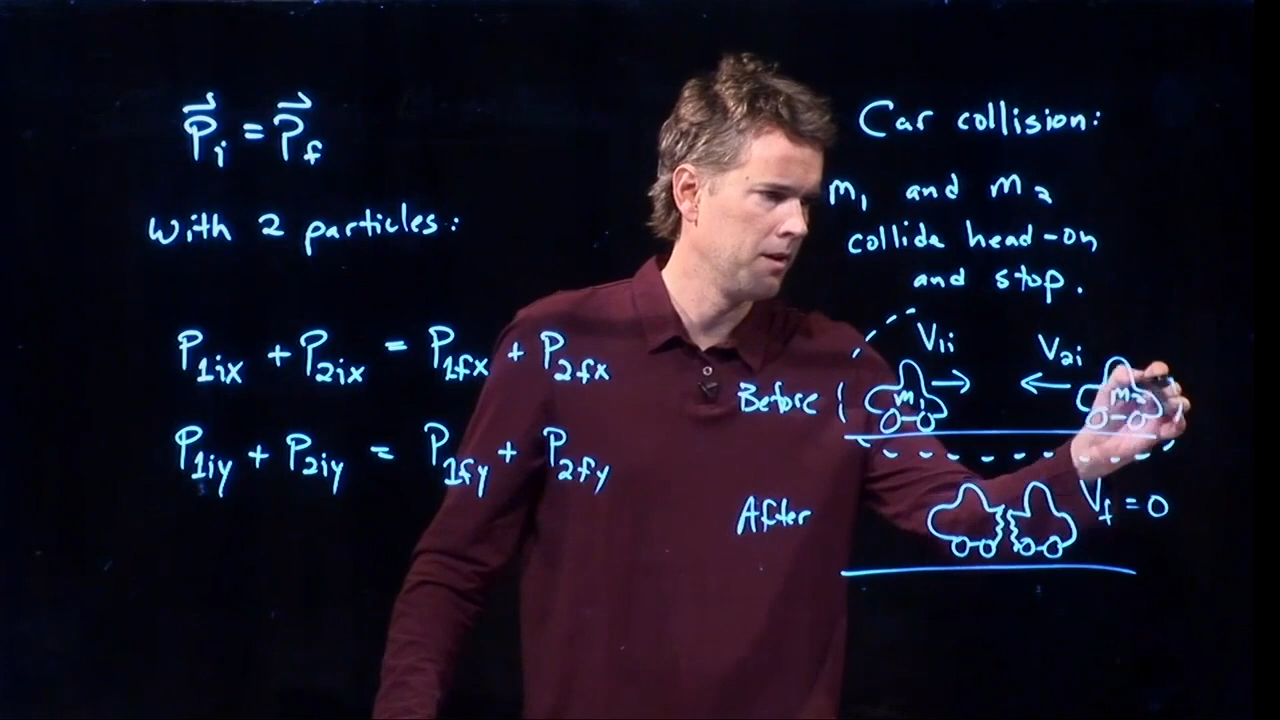 P⃗i = P⃗f
With 2 particles:
P1ix + P2ix = P1fx + P2fx
P1iy + P2iy = P1fy + P2fy
Car collision:
m1 and m2
collide head-on
and stop.
V1i V2i
Before m1 m2
After Vf = 0